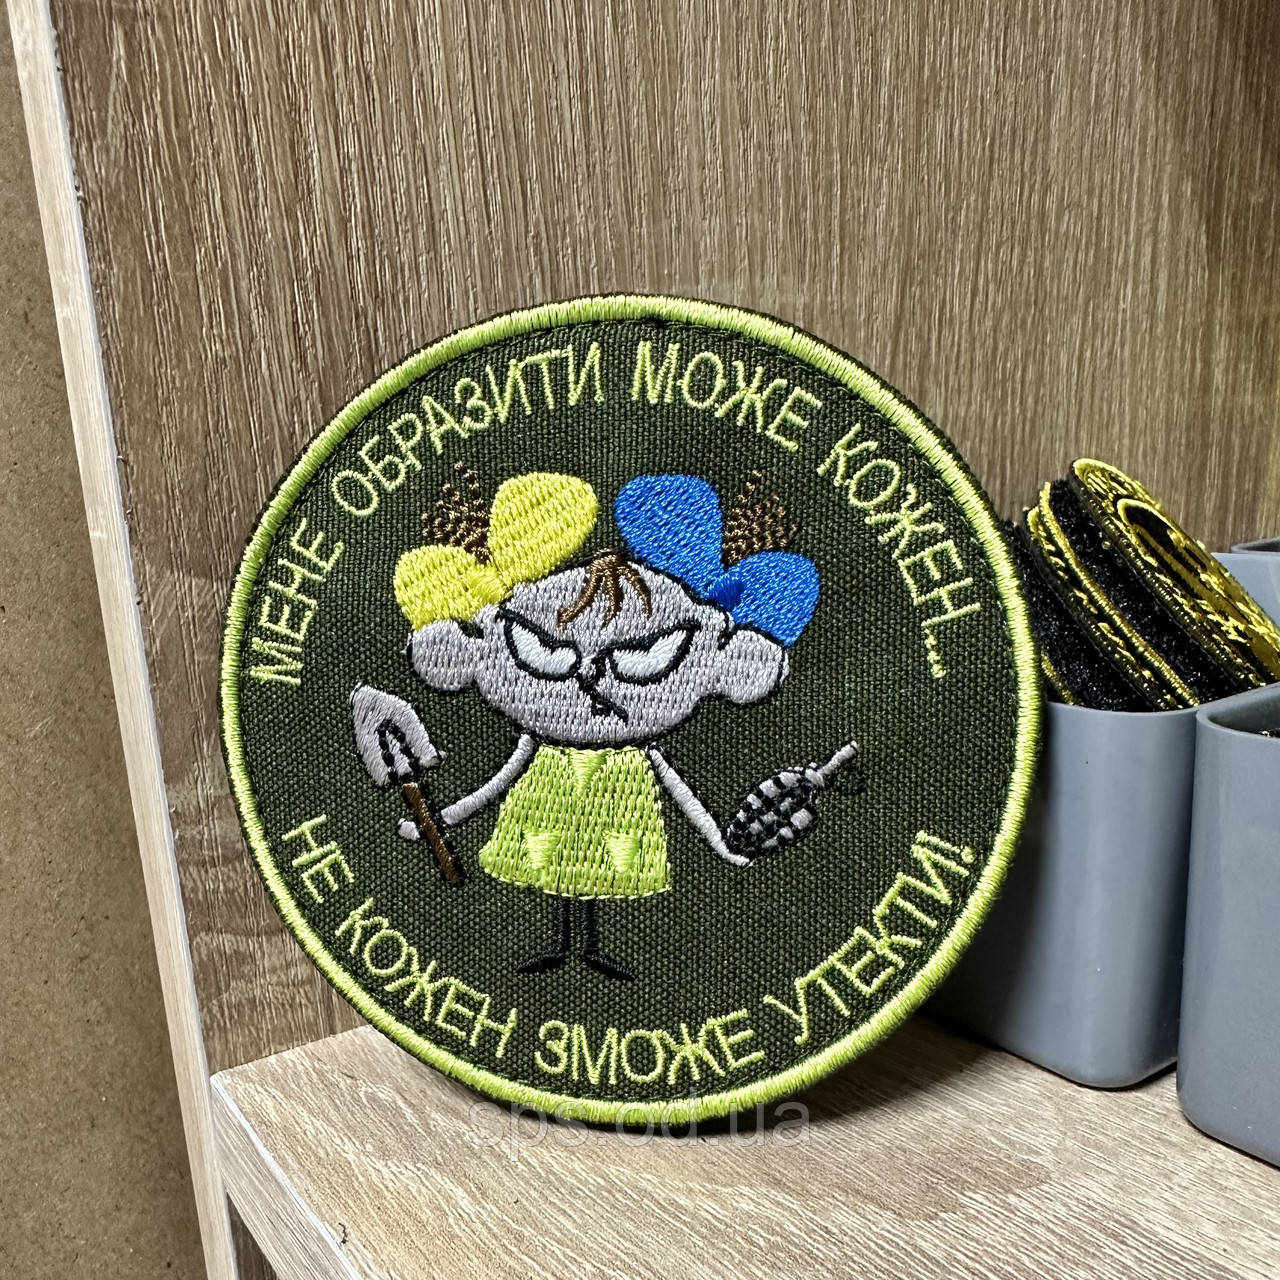 МЕНЕ ОБРАЗИТИ МОЖЕ КОЖЕН...
НЕ КОЖЕН ЗМОЖЕ УТЕКТИ!
sps.od.ua